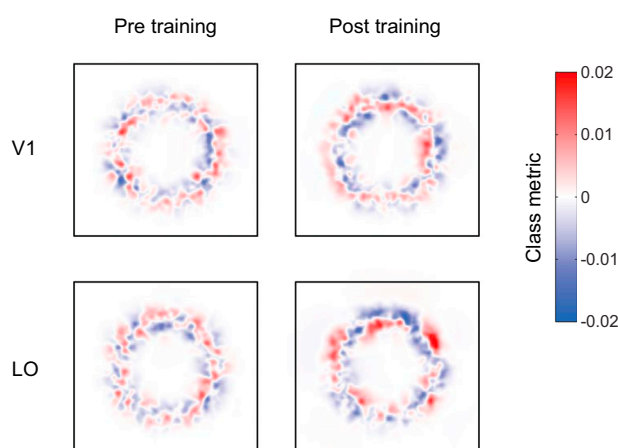 Pre training
Post training
V1
LO
Class metric
0.02
0.01
0
-0.01
-0.02